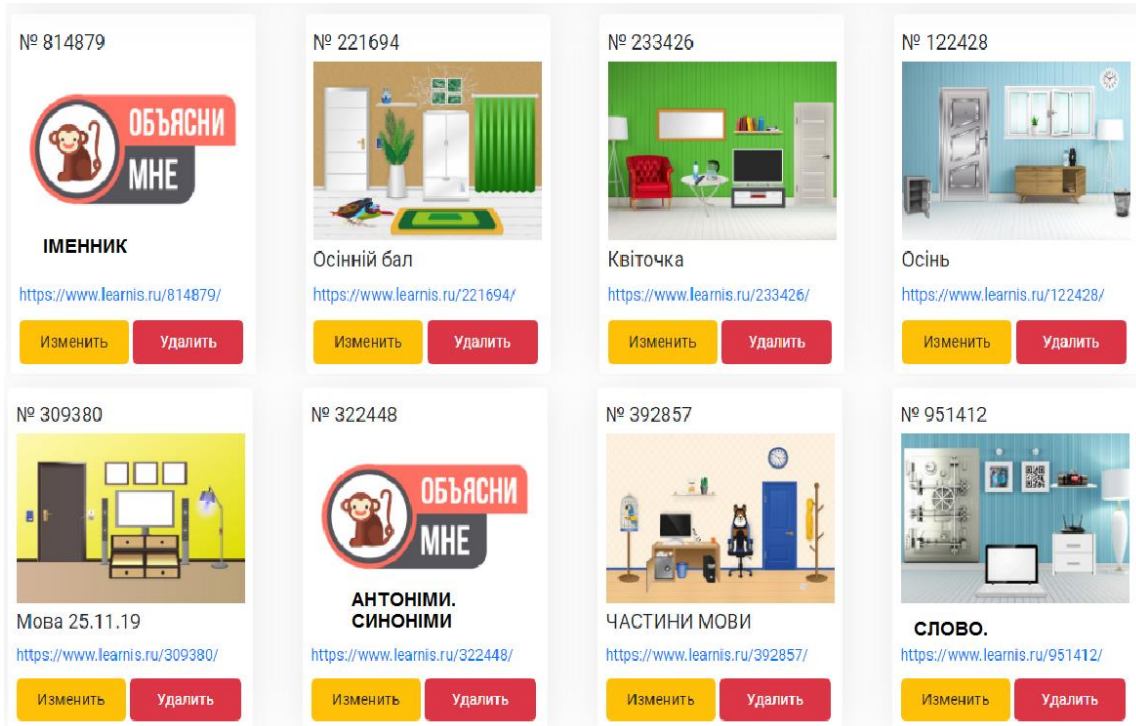 № 814879
ОБЪЯСНИ
МНЕ
ІМЕННИК
https://www.learnis.ru/814879/
Изменить Удалить
№ 221694
Осінній бал
https://www.learnis.ru/221694/
Изменить Удалить
№ 233426
Квіточка
https://www.learnis.ru/233426/
Изменить Удалить
№ 122428
Осінь
https://www.learnis.ru/122428/
Изменить Удалить
№ 309380
Мова 25.11.19
https://www.learnis.ru/309380/
Изменить Удалить
№ 322448
ОБЪЯСНИ
МНЕ
АНТОНІМИ.
СИНОНІМИ
https://www.learnis.ru/322448/
Изменить Удалить
№ 392857
ЧАСТИНИ МОВИ
https://www.learnis.ru/392857/
Изменить Удалить
№ 951412
СЛОВО.
https://www.learnis.ru/951412/
Изменить Удалить